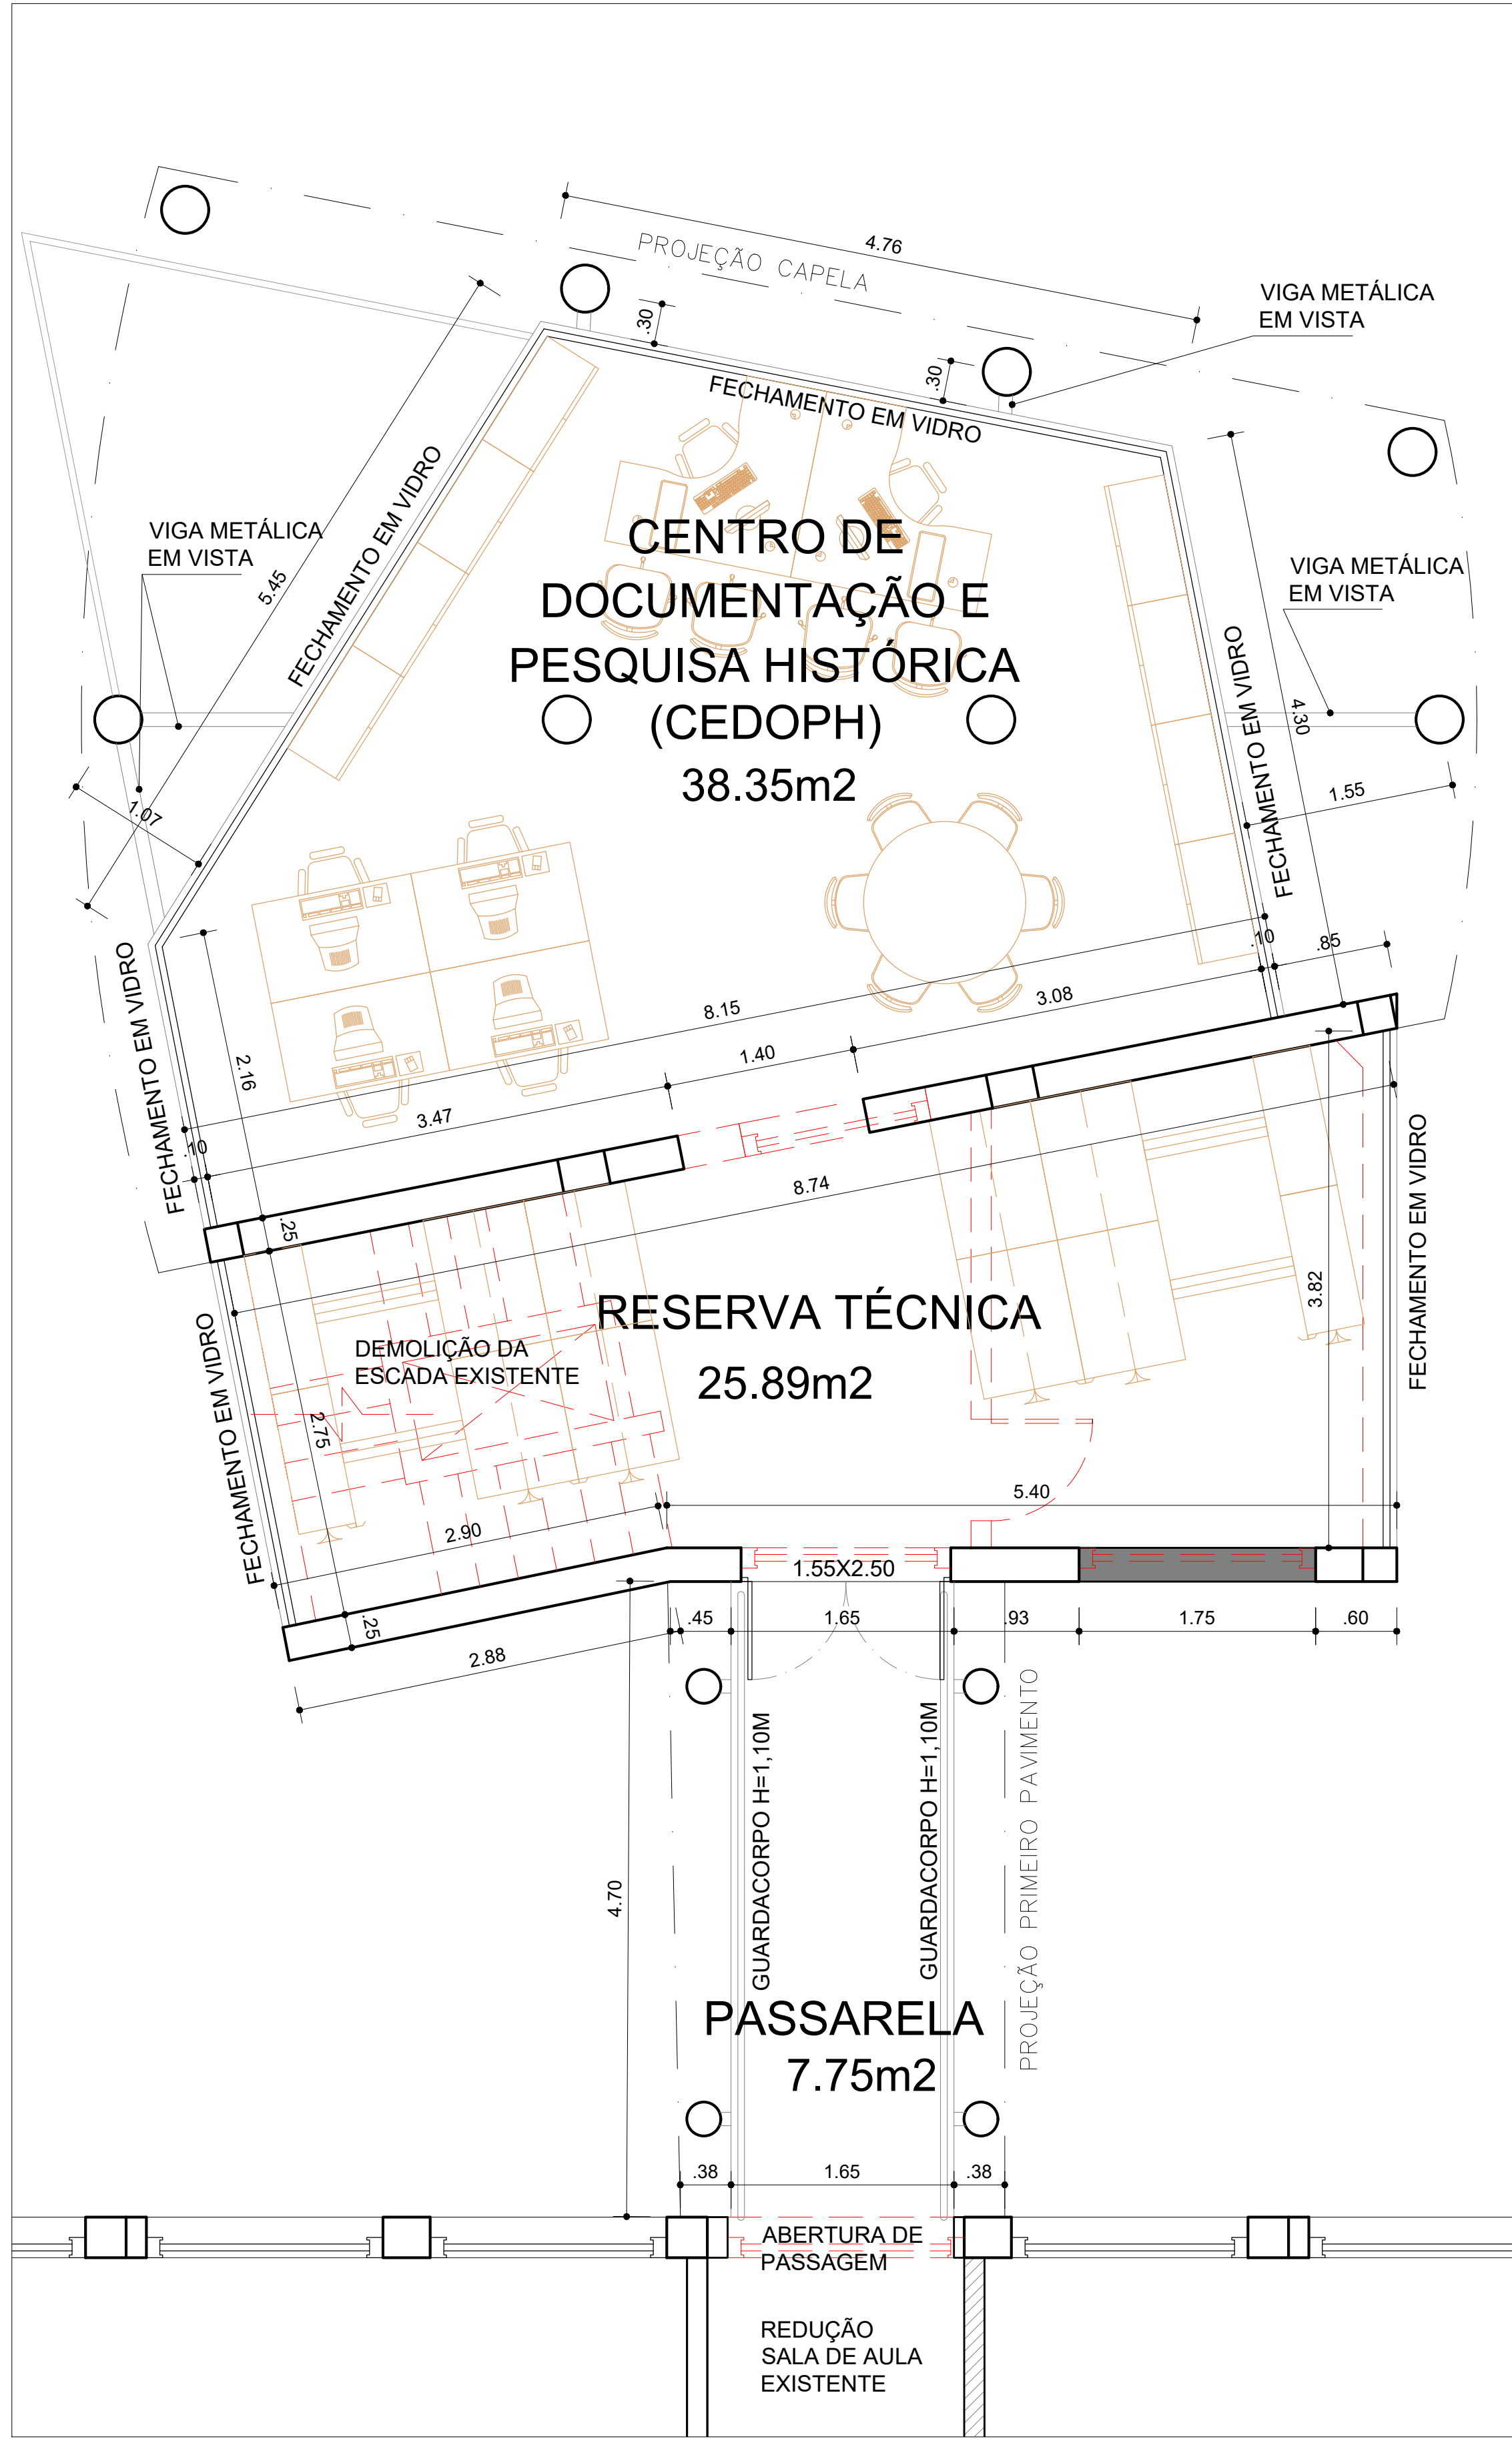 4.76
PROJEÇÃO CAPELA
VIGA METÁLICA
EM VISTA
.30
.30
FECHAMENTO EM VIDRO
FECHAMENTO EM VIDRO
VIGA METÁLICA
EM VISTA
5.45
CENTRO DE
DOCUMENTAÇÃO E
PESQUISA HISTÓRICA
(CEDOPH)
38.35m2
VIGA METÁLICA
EM VISTA
FECHAMENTO EM VIDRO
4.30
1.55
1.07
FECHAMENTO EM VIDRO
2.16
8.15
.10
.85
3.08
1.40
3.47
.10
.25
8.74
FECHAMENTO EM VIDRO
3.82
RESERVA TÉCNICA
25.89m2
DEMOLIÇÃO DA
ESCADA EXISTENTE
FECHAMENTO EM VIDRO
2.75
5.40
2.90
1.55X2.50
.25
2.88
.45
1.65
.93
1.75
.60
GUARDACORPO H=1,10M
GUARDACORPO H=1,10M
PROJEÇÃO PRIMEIRO PAVIMENTO
4.70
PASSARELA
7.75m2
.38
1.65
.38
ABERTURA DE
PASSAGEM
REDUÇÃO
SALA DE AULA
EXISTENTE